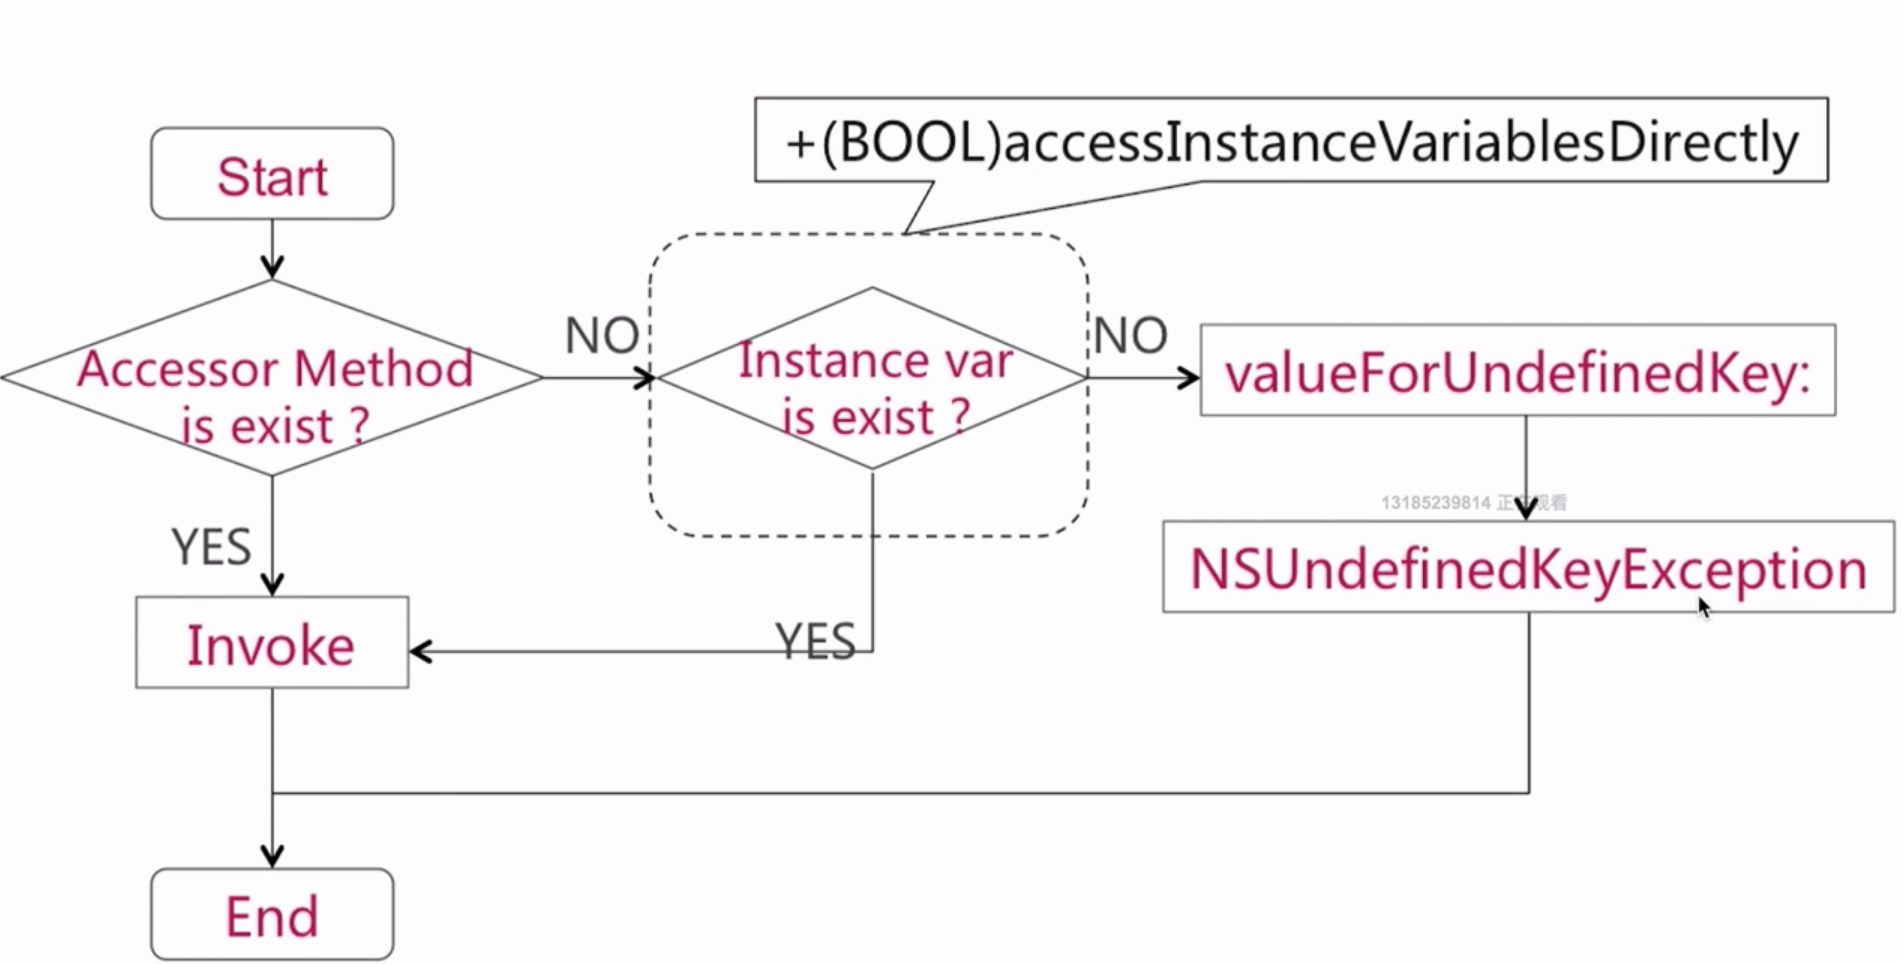 +(BOOL)accessInstanceVariablesDirectly
Start
Accessor Method
is exist ?
NO
Instance var
is exist ?
NO
valueForUndefinedKey:
13185239814 正在观看
NSUndefinedKeyException
YES
Invoke
YES
End